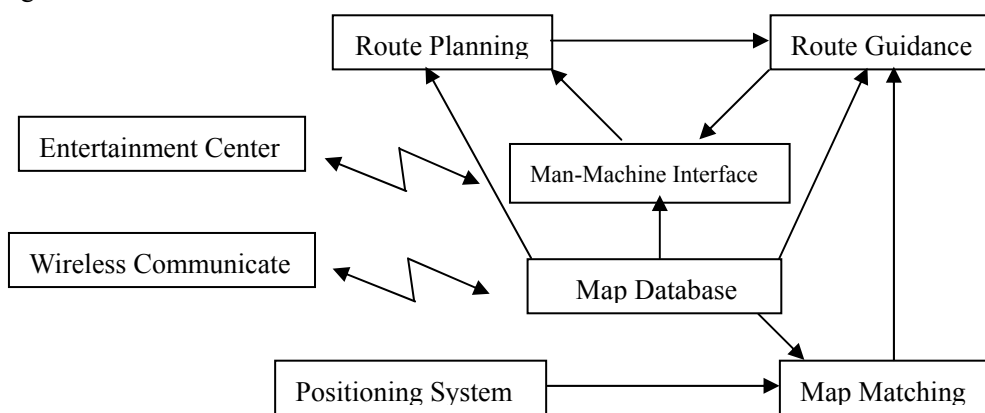 Route Planning
Route Guidance
Entertainment Center
Man-Machine Interface
Wireless Communicate
Map Database
Positioning System
Map Matching